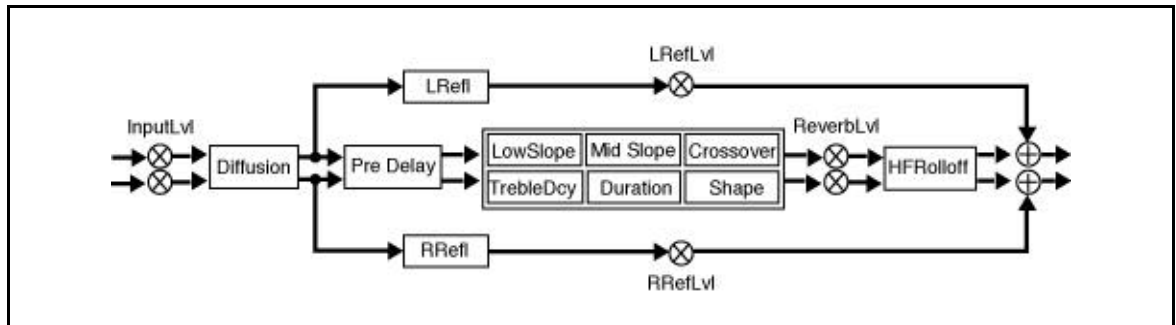 LRefLvl
LRefl
InputLvl
ReverbLvl
Diffusion
Pre Delay
LowSlope Mid Slope Crossover
TrebleDcy Duration Shape
HFRolloff
RRefl
RRefLvl